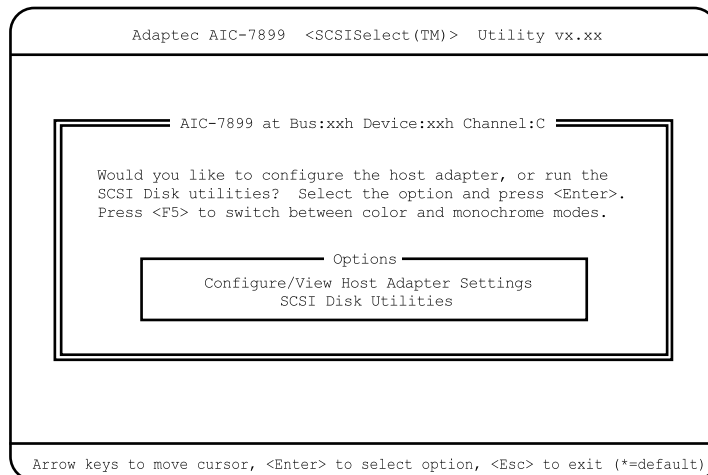 Adaptec AIC-7899 <SCSISelect(TM)> Utility vx.xx
AIC-7899 at Bus:xxh Device:xxh Channel:C
Would you like to configure the host adapter, or run the
SCSI Disk utilities? Select the option and press <Enter>.
Press <F5> to switch between color and monochrome modes.
Options
Configure/View Host Adapter Settings
SCSI Disk Utilities
Arrow keys to move cursor, <Enter> to select option, <Esc> to exit (*=default)